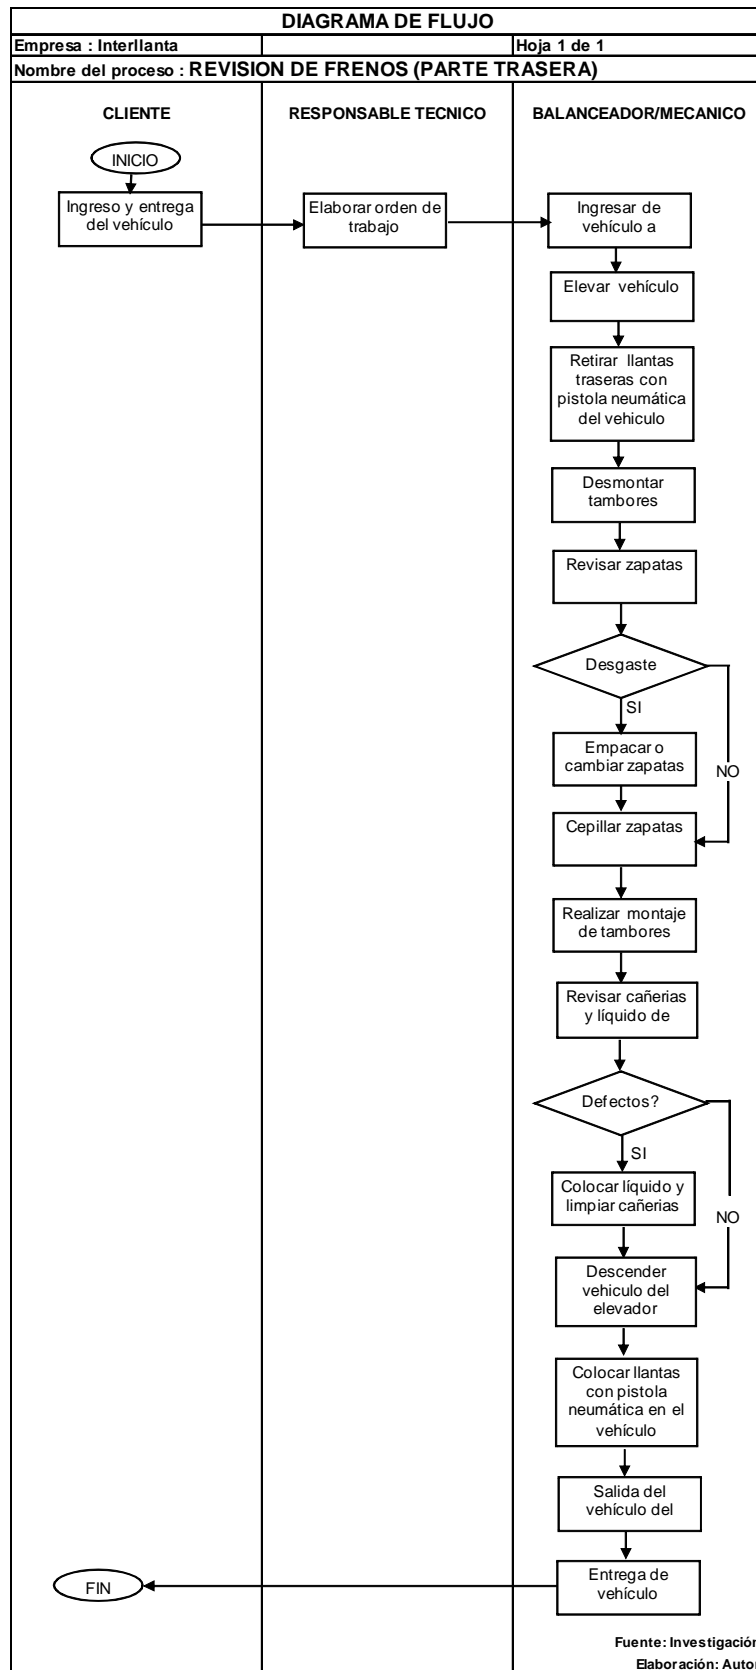 DIAGRAMA DE FLUJO
Empresa : Interllanta
Hoja 1 de 1
Nombre del proceso : REVISION DE FRENOS (PARTE TRASERA)
CLIENTE
RESPONSABLE TECNICO
BALANCEADOR/MECANICO
INICIO
Ingreso y entrega
del vehículo
Elaborar orden de
trabajo
Ingresar de
vehículo a
Elevar vehículo
Retirar llantas
traseras con
pistola neumática
del vehiculo
Desmontar
tambores
Revisar zapatas
Desgaste
SI
NO
Empacar o
cambiar zapatas
Cepillar zapatas
Realizar montaje
de tambores
Revisar cañerias
y líquido de
Defectos?
SI
NO
Colocar líquido y
limpiar cañerias
Descender
vehiculo del
elevador
Colocar llantas
con pistola
neumática en el
vehículo
Salida del
vehículo del
Entrega de
vehículo
FIN
Fuente: Investigación
Elaboración: Autor